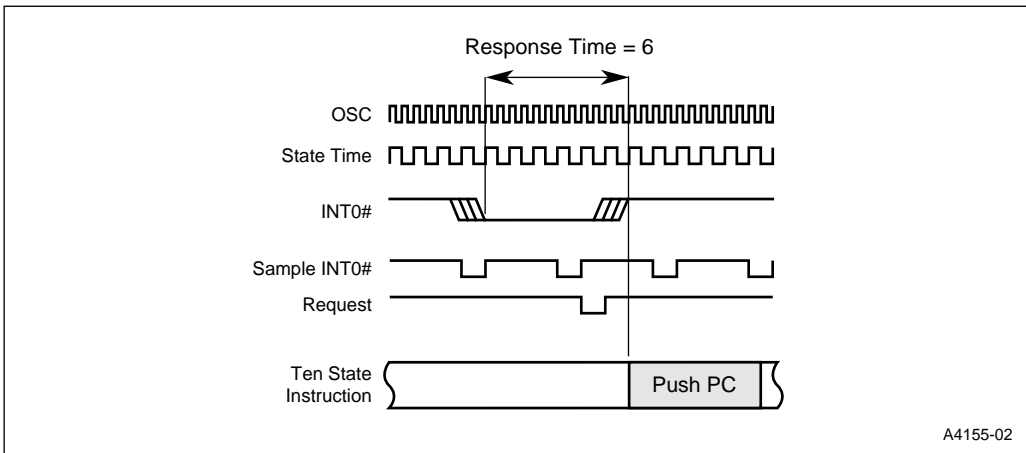 Response Time = 6
OSC
State Time
INT0#
Sample INT0#
Request
Ten State
Instruction
Push PC
A4155-02